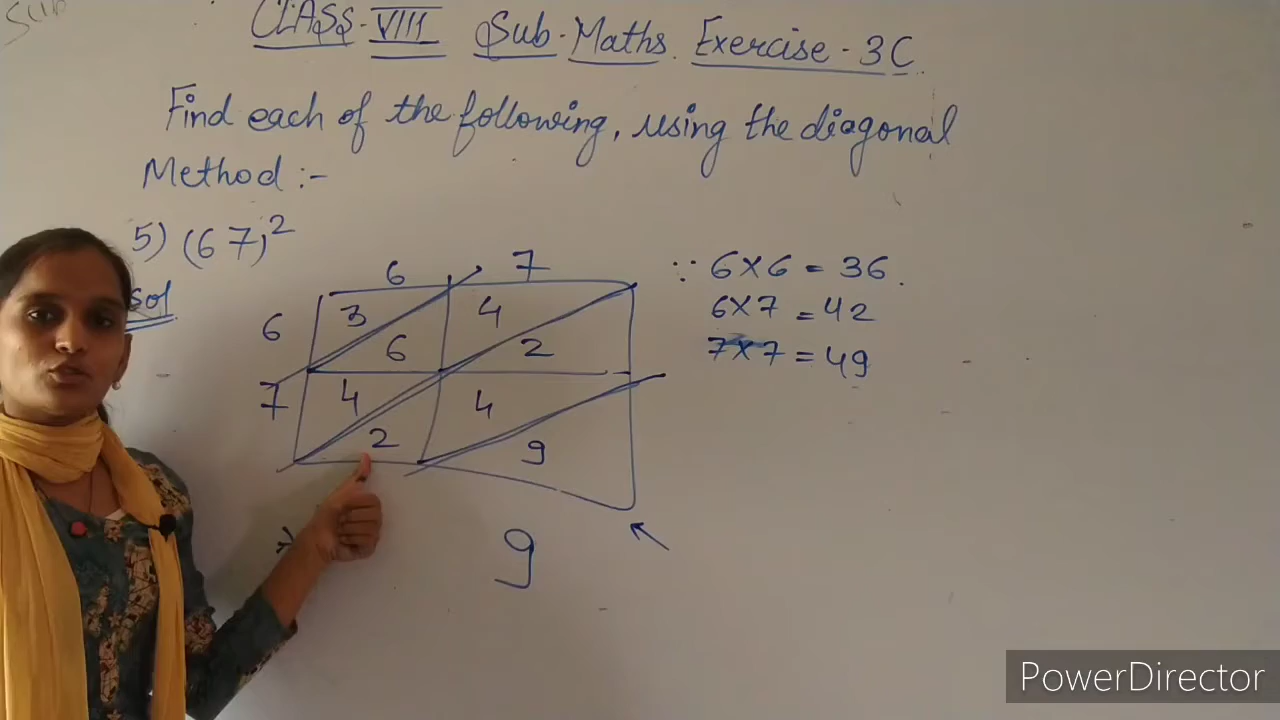 Sub
CLASS-VIII Sub-Maths. Exercise-3C.
Find each of the following, using the diagonal
Method :-
5) (67)²
Sol
6 7
6 3 4
6 2
7 4 4
2 9
9
∵ 6×6 = 36.
6×7 = 42
7×7 = 49
PowerDirector